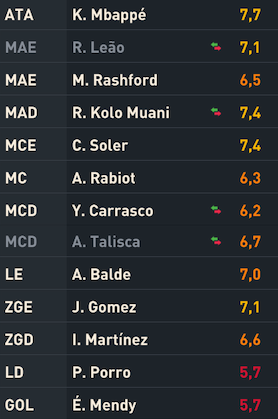 ATA K. Mbappé 7,7
MAE R. Leão 7,1
MAE M. Rashford 6,5
MAD R. Kolo Muani 7,4
MCE C. Soler 7,4
MC A. Rabiot 6,3
MCD Y. Carrasco 6,2
MCD A. Talisca 6,7
LE A. Balde 7,0
ZGE J. Gomez 7,1
ZGD I. Martínez 6,6
LD P. Porro 5,7
GOL É. Mendy 5,7